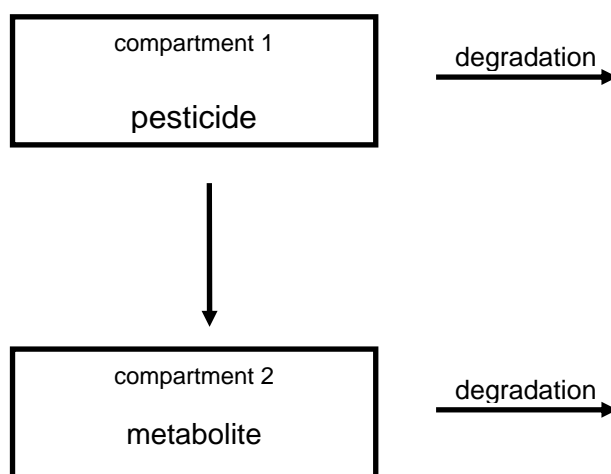 compartment 1
degradation
pesticide
compartment 2
degradation
metabolite